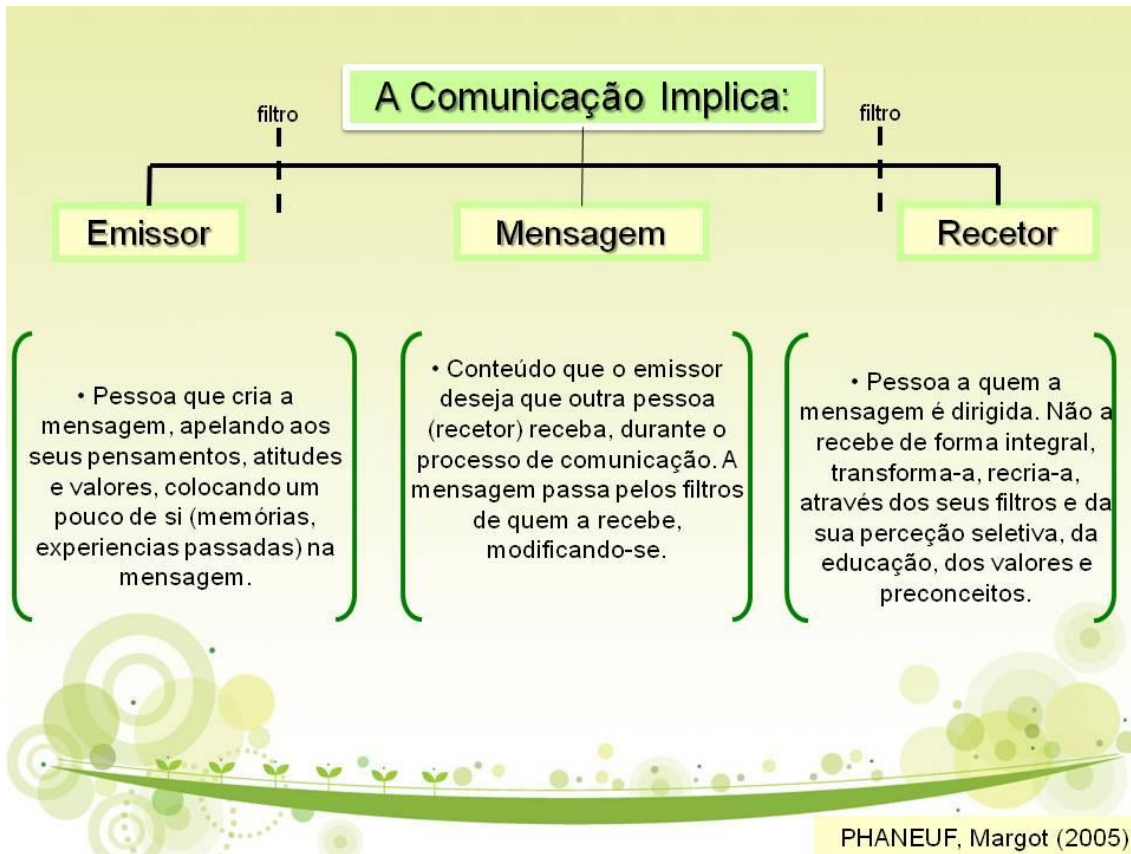 A Comunicação Implica:
filtro
filtro
Emissor
Mensagem
Recetor
• Pessoa que cria a
mensagem, apelando aos
seus pensamentos, atitudes
e valores, colocando um
pouco de si (memórias,
experiencias passadas) na
mensagem.
• Conteúdo que o emissor
deseja que outra pessoa
(recetor) receba, durante o
processo de comunicação. A
mensagem passa pelos filtros
de quem a recebe,
modificando-se.
• Pessoa a quem a
mensagem é dirigida. Não a
recebe de forma integral,
transforma-a, recria-a,
através dos seus filtros e da
sua perceção seletiva, da
educação, dos valores e
preconceitos.
PHANEUF, Margot (2005)